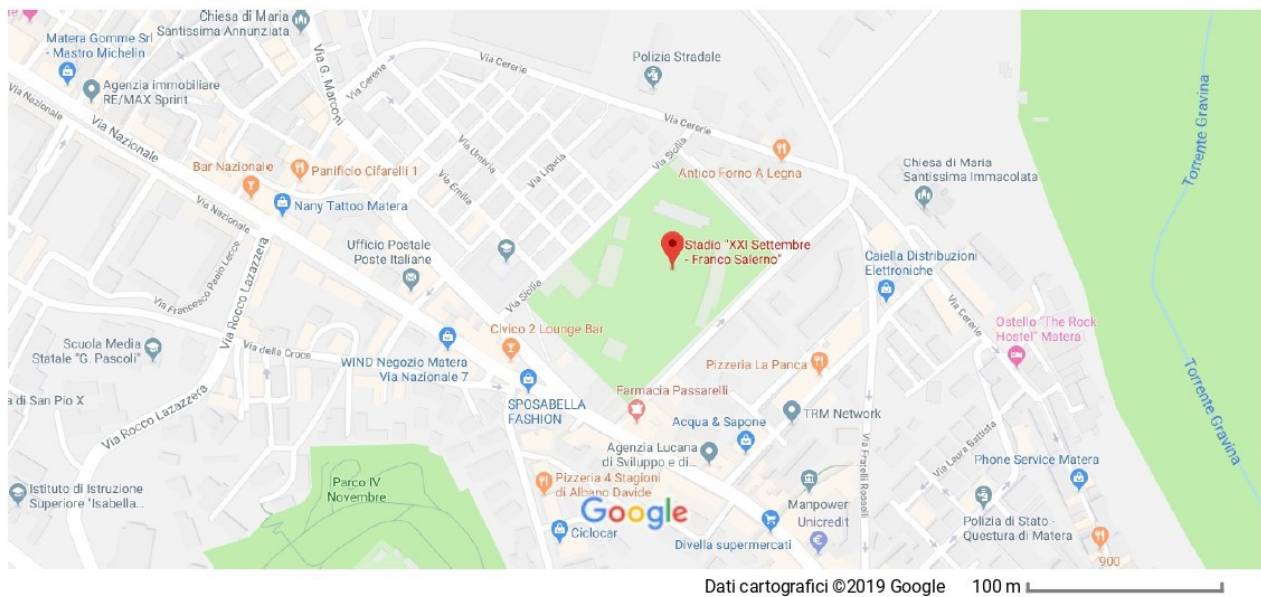 Chiesa di Maria
Santissima Annunziata
Matera Gomme Srl
- Mastro Michelin
Agenzia immobiliare
RE/MAX Sprint
Via Nazionale
Via Nazionale
Via G. Marconi
Via Cererie
Via Cererie
Polizia Stradale
Via Cererie
Via Umbria
Via Liguria
Via Sicilia
Via Emilia
Antico Forno A Legna
Chiesa di Maria
Santissima Immacolata
Torrente Gravina
Bar Nazionale
Panificio Cifarelli 1
Nany Tattoo Matera
Via Nazionale
Ufficio Postale
Poste Italiane
Stadio "XXI Settembre
- Franco Salerno"
Caiella Distribuzioni
Elettroniche
Via Francesco Paolo Lecce
Via Rocco Lazazzera
Via Sicilia
Via Cererie
Ostello "The Rock
Hostel" Matera
Scuola Media
Statale "G. Pascoli"
Via della Croce
Civico 2 Lounge Bar
WIND Negozio Matera
Via Nazionale 7
Pizzeria La Panca
Farmacia Passarelli
a di San Pio X
Via Rocco Lazazzera
SPOSABELLA
FASHION
Acqua & Sapone
TRM Network
Torrente Gravina
Agenzia Lucana
di Sviluppo e di...
Via Fratelli Rosselli
Via Laura Battista
Phone Service Matera
Parco IV
Novembre
Pizzeria 4 Stagioni
di Albano Davide
Istituto di Istruzione
Superiore "Isabella...
Google
Manpower
Unicredit
Polizia di Stato -
Questura di Matera
Ciclocar
Divella supermercati
900
Dati cartografici ©2019 Google 100 m